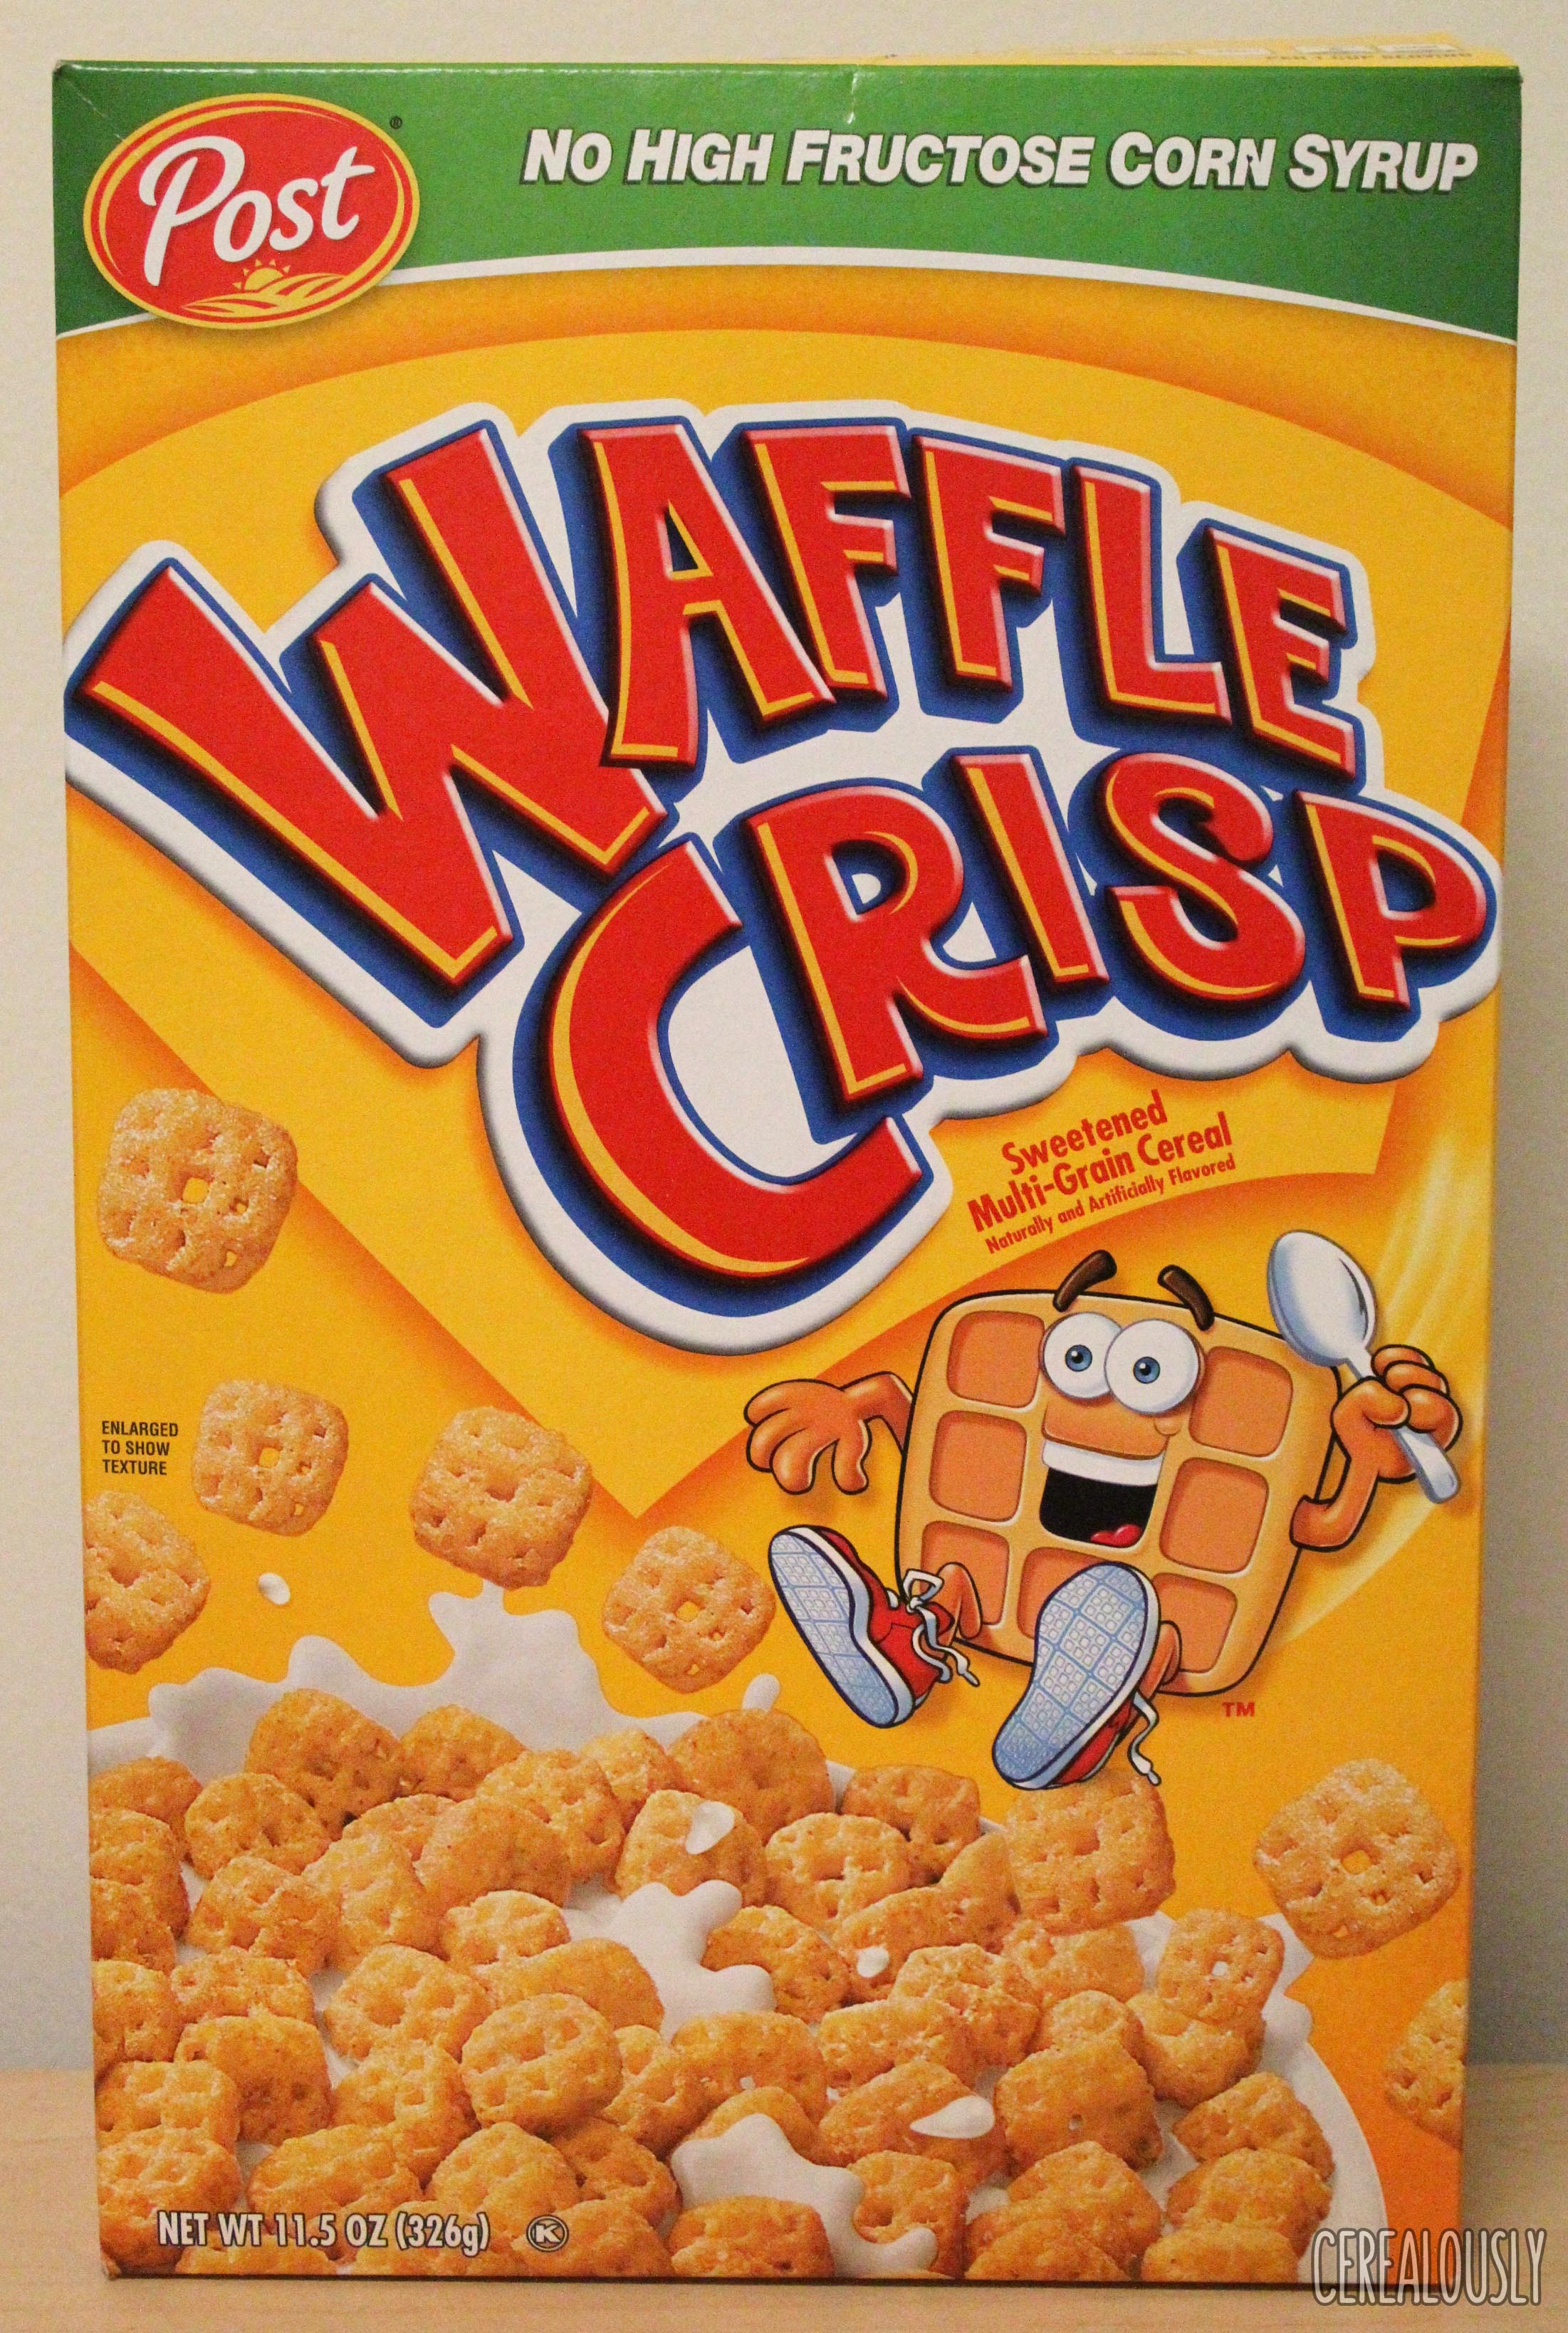 Post®
NO HIGH FRUCTOSE CORN SYRUP
WAFFLE
CRISP
Sweetened
Multi-Grain Cereal
Naturally and Artificially Flavored
ENLARGED
TO SHOW
TEXTURE
TM
NET WT 11.5 OZ (326g) K
CEREALOUSLY